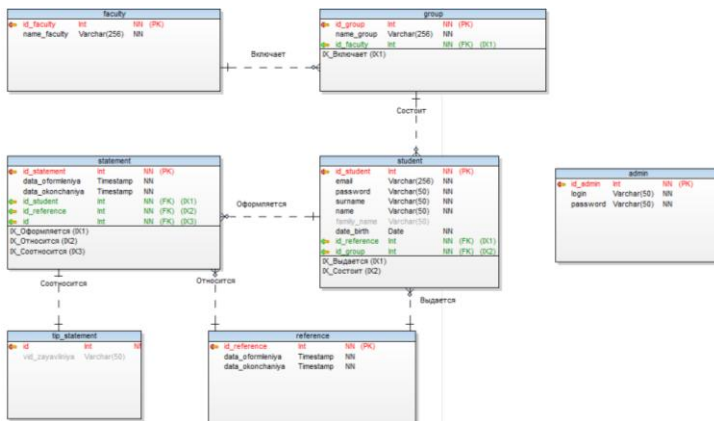 faculty
id_faculty Int NN (PK)
name_faculty Varchar(256) NN
group
id_group Int NN (PK)
name_group Varchar(256) NN
id_faculty Int NN (FK) (IX1)
IX_Включает (IX1)
Включает
Состоит
statement
id_statement Int NN (PK)
data_oformleniya Timestamp NN
data_okonchaniya Timestamp NN
id_student Int NN (FK) (IX1)
id_reference Int NN (FK) (IX2)
id Int NN (FK) (IX3)
IX_Оформляется (IX1)
IX_Относится (IX2)
IX_Соотносится (IX3)
Оформляется
student
id_student Int NN (PK)
email Varchar(256) NN
password Varchar(50) NN
surname Varchar(50) NN
name Varchar(50) NN
family_name Varchar(50)
date_birth Date NN
id_reference Int NN (FK) (IX1)
id_group Int NN (FK) (IX2)
IX_Выдается (IX1)
IX_Состоит (IX2)
admin
id_admin Int NN (PK)
login Varchar(50) NN
password Varchar(50) NN
Соотносится
Относится
Выдается
tip_statement
id Int
vid_zayavliniya Varchar(50)
reference
id_reference Int NN (PK)
data_oformleniya Timestamp NN
data_okonchaniya Timestamp NN